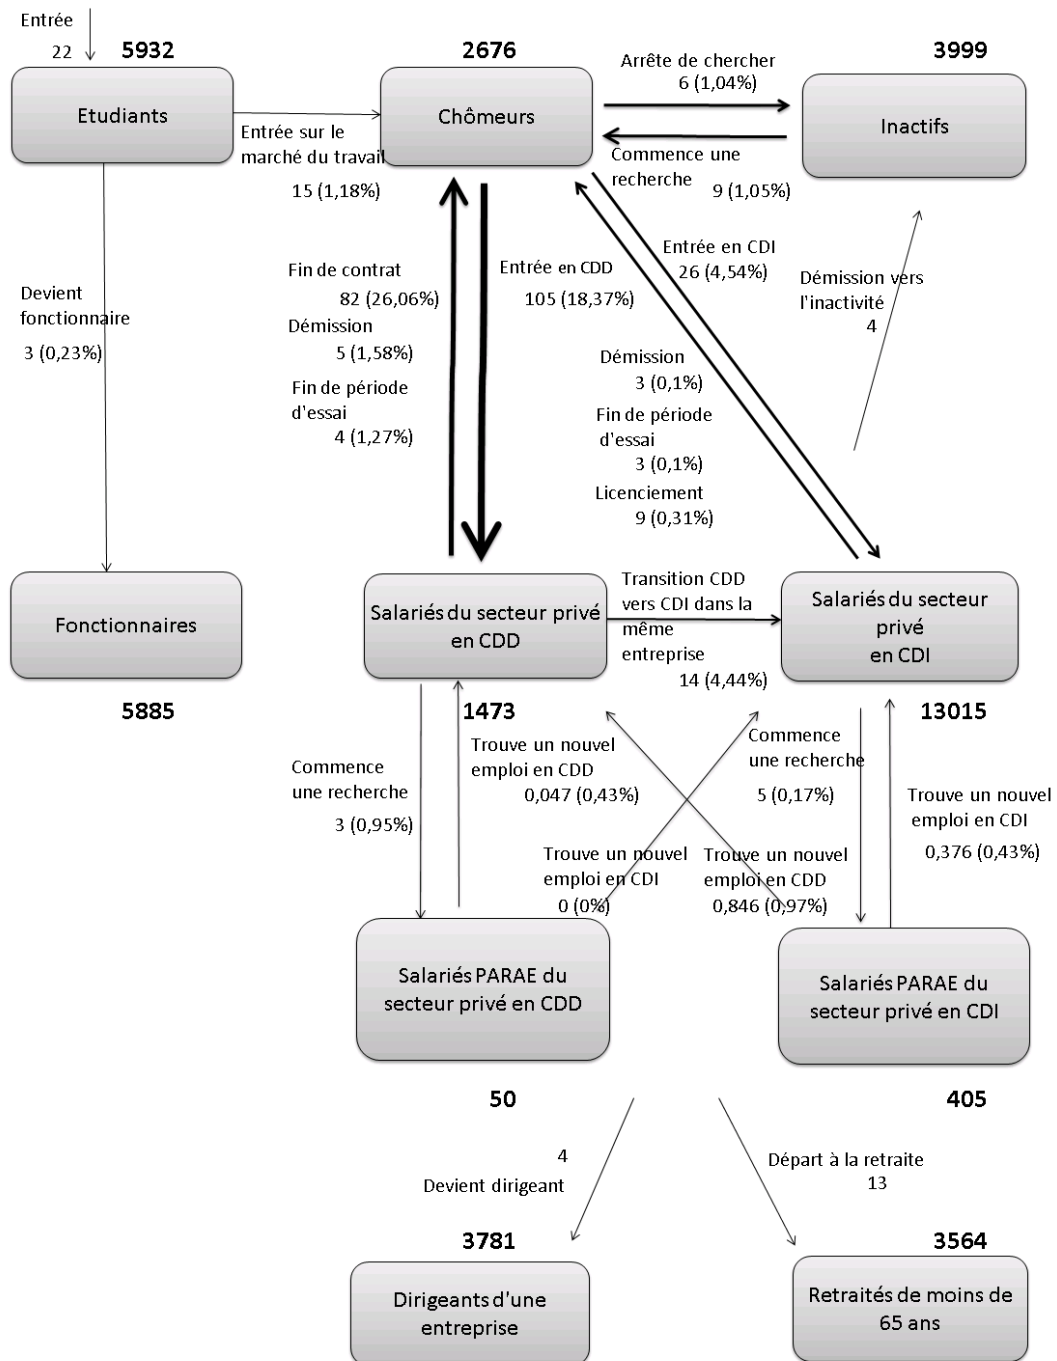 Entrée
22
5932
2676
3999
Etudiants
Chômeurs
Inactifs
Arrête de chercher
6 (1,04%)
Entrée sur le
marché du travail
15 (1,18%)
Commence une
recherche
9 (1,05%)
Devient
fonctionnaire
3 (0,23%)
Fin de contrat
82 (26,06%)
Démission
5 (1,58%)
Fin de période
d'essai
4 (1,27%)
Entrée en CDD
105 (18,37%)
Entrée en CDI
26 (4,54%)
Démission
3 (0,1%)
Fin de période
d'essai
3 (0,1%)
Licenciement
9 (0,31%)
Démission vers
l'inactivité
4
Fonctionnaires
5885
Salariés du secteur privé
en CDD
1473
Transition CDD
vers CDI dans la
même
entreprise
14 (4,44%)
Salariés du secteur
privé
en CDI
13015
Commence
une recherche
3 (0,95%)
Trouve un nouvel
emploi en CDD
0,047 (0,43%)
Commence
une recherche
5 (0,17%)
Trouve un nouvel
emploi en CDI
0,376 (0,43%)
Trouve un nouvel
emploi en CDI
0 (0%)
Trouve un nouvel
emploi en CDD
0,846 (0,97%)
Salariés PARAE du
secteur privé en CDD
50
Salariés PARAE du
secteur privé en CDI
405
4
Devient dirigeant
Départ à la retraite
13
3781
Dirigeants d'une
entreprise
3564
Retraités de moins de
65 ans